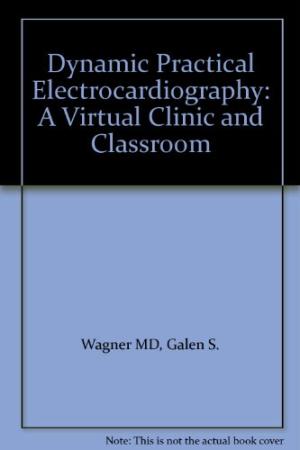 Dynamic Practical
Electrocardiography:
A Virtual Clinic and
Classroom
Wagner MD, Galen S.
Note: This is not the actual book cover